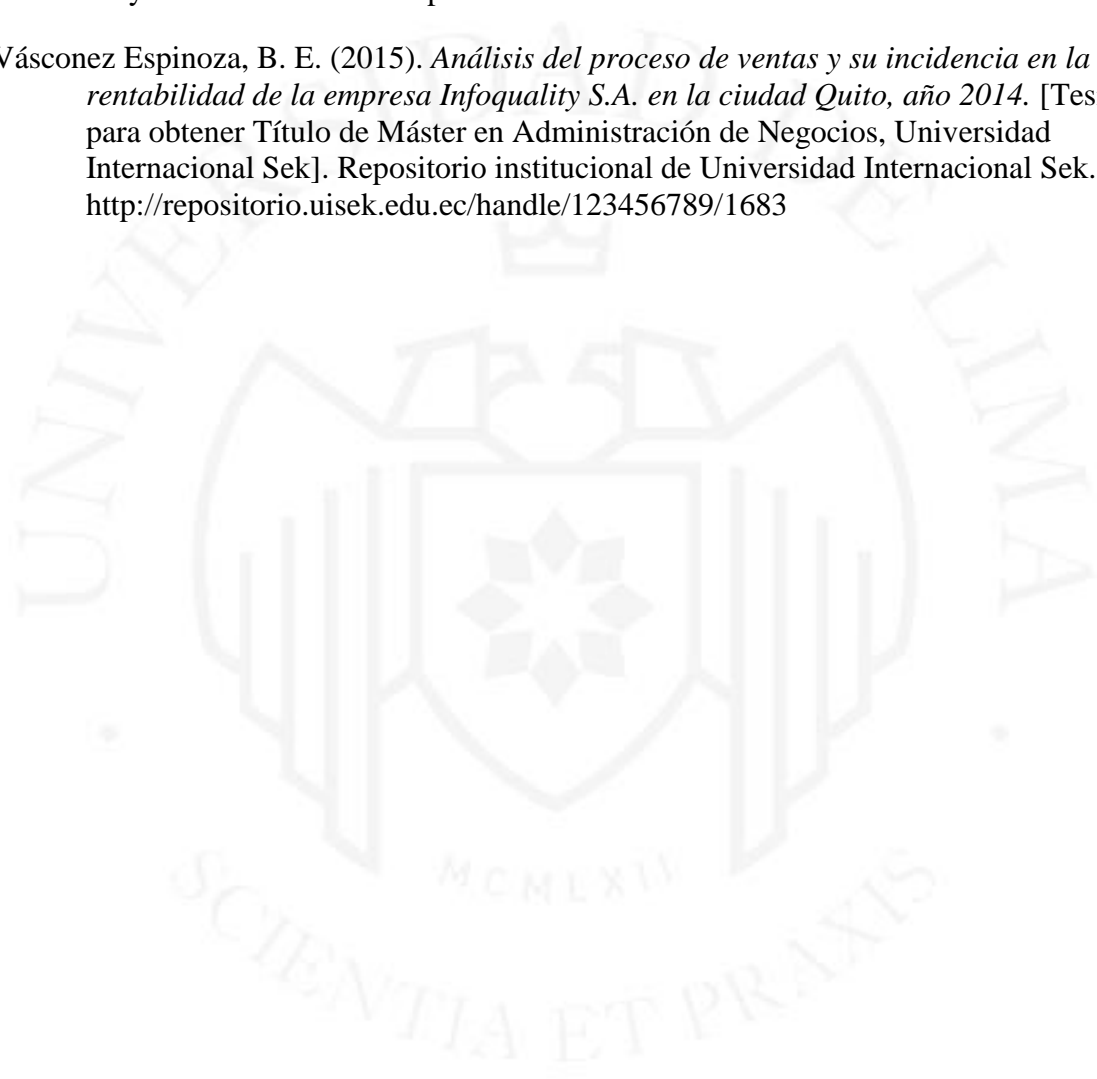 Vásconez Espinoza, B. E. (2015). Análisis del proceso de ventas y su incidencia en la
rentabilidad de la empresa Infoquality S.A. en la ciudad Quito, año 2014. [Tes
para obtener Título de Máster en Administración de Negocios, Universidad
Internacional Sek]. Repositorio institucional de Universidad Internacional Sek.
http://repositorio.uisek.edu.ec/handle/123456789/1683
UNIVERSIDAD DE LIMA
MCMLXII
SCIENTIA ET PRAXIS